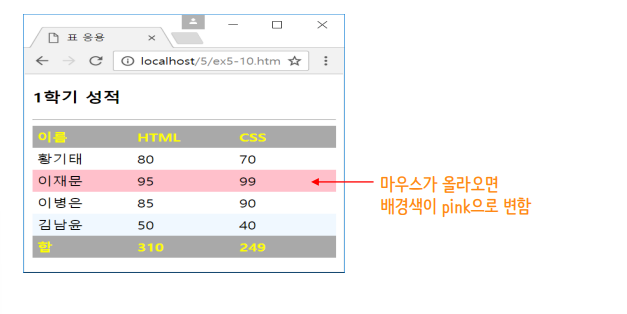 표 응용
localhost/5/ex5-10.htm
1학기 성적
이름 HTML CSS
황기태 80 70
이재문 95 99
이병은 85 90
김남윤 50 40
합 310 249
마우스가 올라오면
배경색이 pink으로 변함